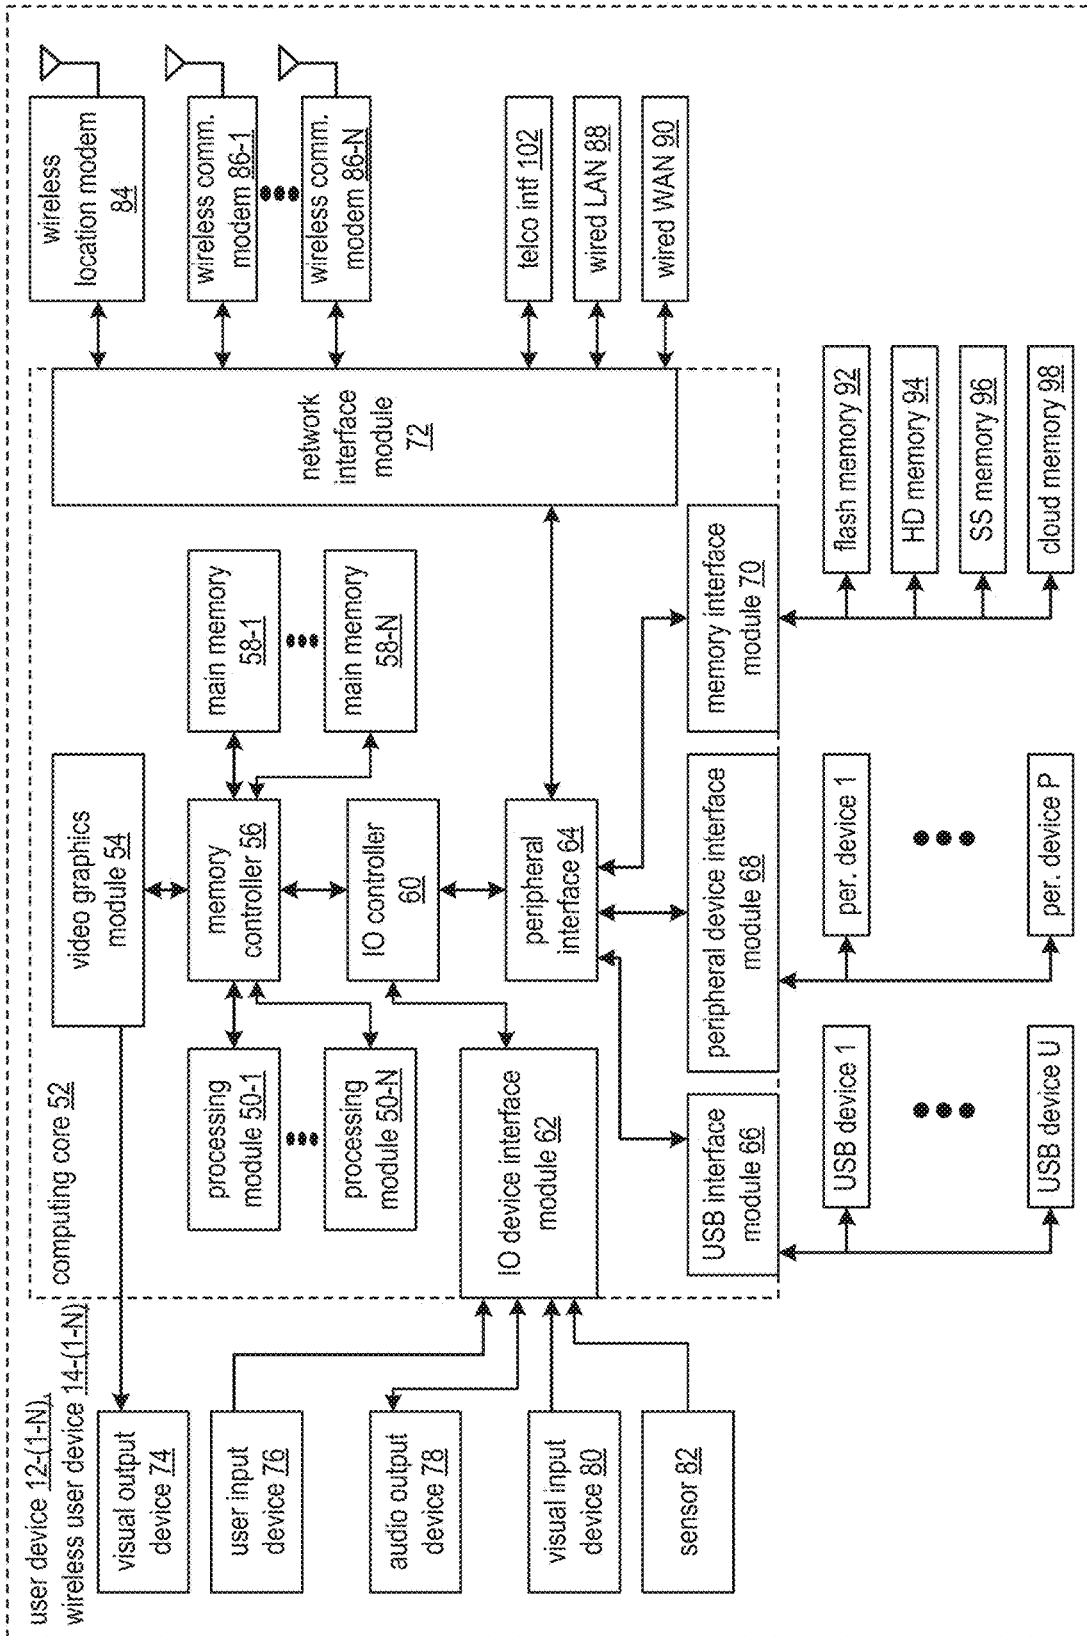 user device 12-(1-N),
wireless user device 14-(1-N)
visual output
device 74
user input
device 76
audio output
device 78
visual input
device 80
sensor 82
computing core 52
video graphics
module 54
processing
module 50-1
processing
module 50-N
memory
controller 56
main memory
58-1
main memory
58-N
IO controller
60
IO device interface
module 62
peripheral
interface 64
USB interface
module 66
peripheral device interface
module 68
memory interface
module 70
network
interface
module
72
wireless
location modem
84
wireless comm.
modem 86-1
wireless comm.
modem 86-N
telco intf 102
wired LAN 88
wired WAN 90
USB device 1
USB device U
per. device 1
per. device P
flash memory 92
HD memory 94
SS memory 96
cloud memory 98